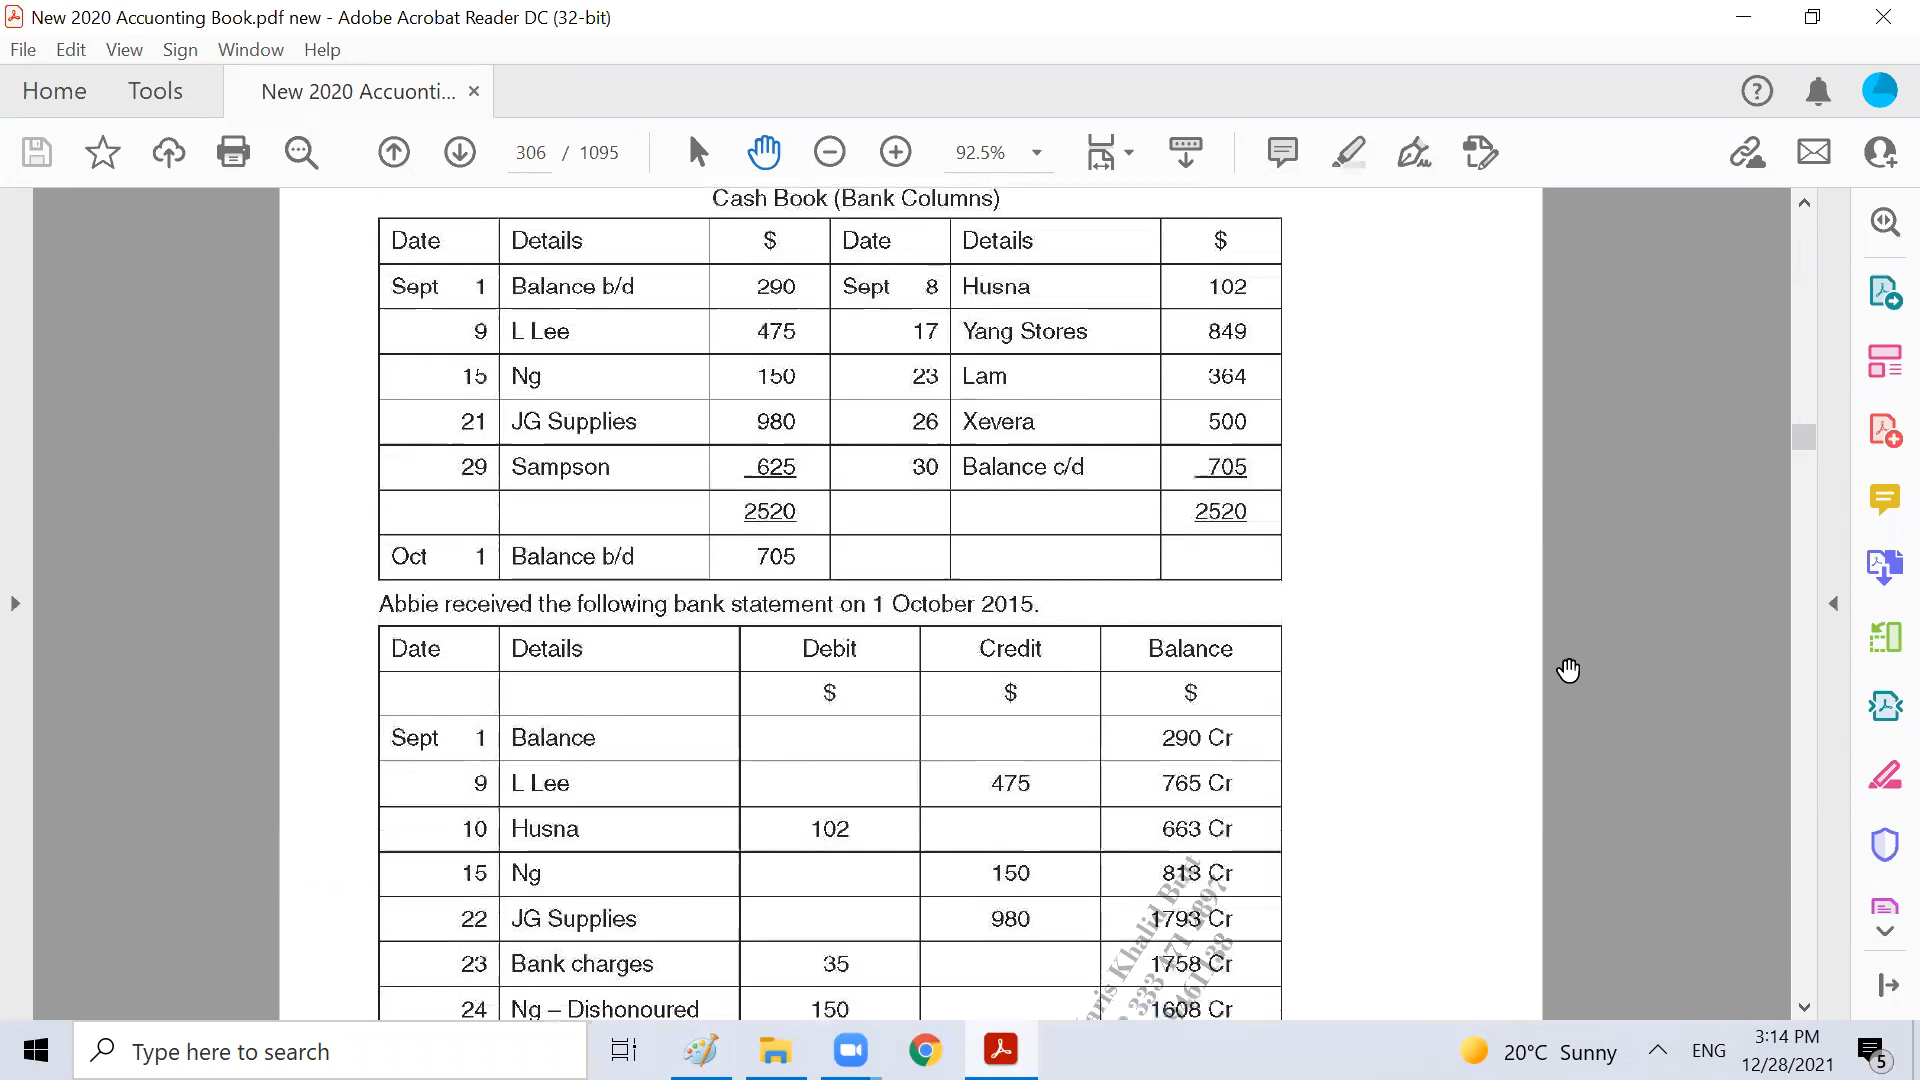 New 2020 Accuonting Book.pdf new - Adobe Acrobat Reader DC (32-bit)
File Edit View Sign Window Help
Home Tools New 2020 Accuonti... ×
306 / 1095 92.5%
Cash Book (Bank Columns)
Date Details $ Date Details $
Sept 1 Balance b/d 290 Sept 8 Husna 102
9 L Lee 475 17 Yang Stores 849
15 Ng 150 23 Lam 364
21 JG Supplies 980 26 Xevera 500
29 Sampson 625 30 Balance c/d 705
2520 2520
Oct 1 Balance b/d 705
Abbie received the following bank statement on 1 October 2015.
Date Details Debit Credit Balance
$ $ $
Sept 1 Balance 290 Cr
9 L Lee 475 765 Cr
10 Husna 102 663 Cr
15 Ng 150 813 Cr
22 JG Supplies 980 1793 Cr
23 Bank charges 35 1758 Cr
24 Ng – Dishonoured 150 1608 Cr
Type here to search
20°C Sunny
ENG
3:14 PM
12/28/2021
5